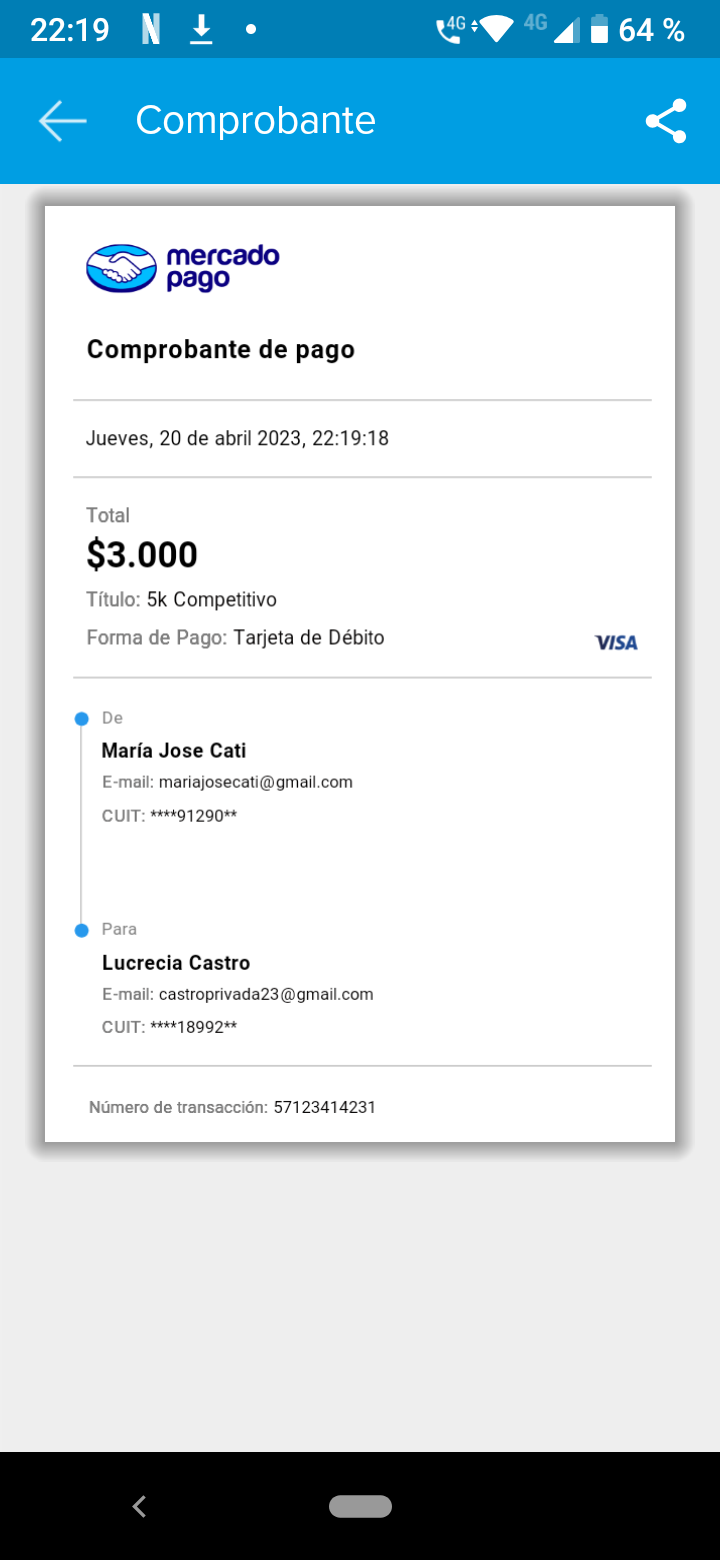 22:19 N 4G 4G 64 %
Comprobante
mercado
pago
Comprobante de pago
Jueves, 20 de abril 2023, 22:19:18
Total
$3.000
Título: 5k Competitivo
Forma de Pago: Tarjeta de Débito VISA
De
María Jose Cati
E-mail: mariajosecati@gmail.com
CUIT: ****91290**
Para
Lucrecia Castro
E-mail: castroprivada23@gmail.com
CUIT: ****18992**
Número de transacción: 57123414231